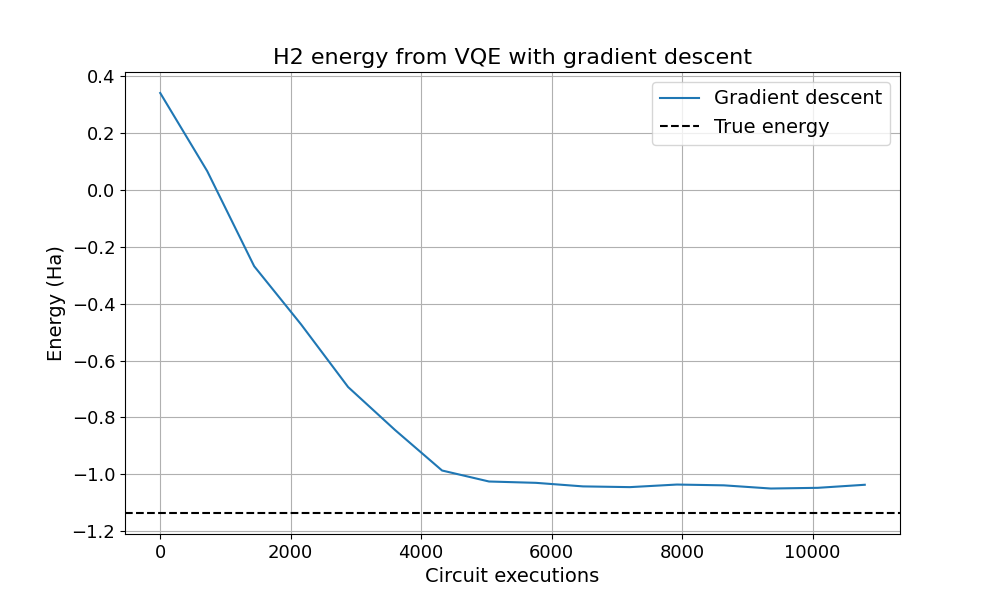 H2 energy from VQE with gradient descent
Gradient descent
True energy
Energy (Ha)
0.4
0.2
0.0
−0.2
−0.4
−0.6
−0.8
−1.0
−1.2
0 2000 4000 6000 8000 10000
Circuit executions